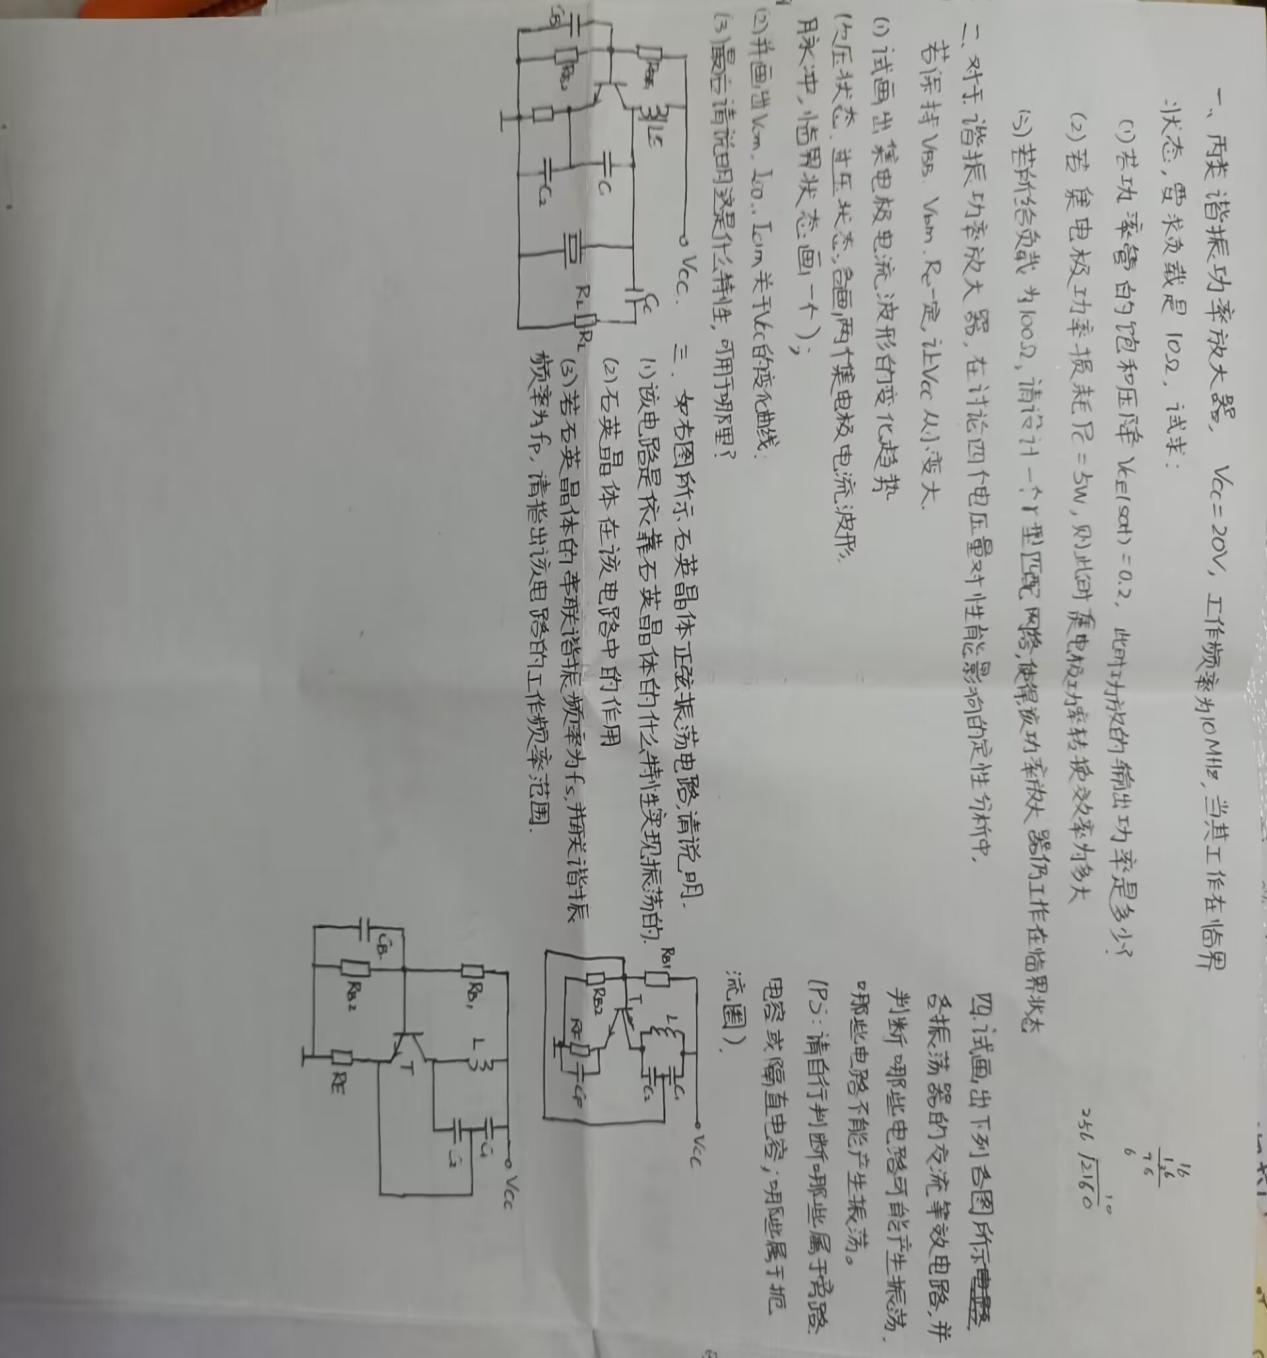 一、丙类谐振功率放大器, Vcc=20V, 工作频率为10MHz, 当其工作在临界
状态, 要求负载是10Ω, 试求:
(1) 若功率管的饱和压降VCE(sat)=0.2, 此时功放的输出功率是多少?
(2) 若集电极功率损耗Pc=5W, 则此时集电极功率转换效率为多大
(3) 若所给负载为100Ω, 请设计一个r型匹配网络, 使得该功率放大器仍工作在临界状态
二、对于谐振功率放大器, 在讨论四个电压量对性能影响的定性分析中,
若保持VBB、Vbm、Re一定, 让Vcc从小变大.
(1) 试画出集电极电流波形的变化趋势
(欠压状态、过压状态, 各画两个集电极电流波形
脉冲, 临界状态画一个);
(2) 并画出Vcm、Ico、Icm关于Vcc的变化曲线;
(3) 最后请说明这是什么特性, 可用于哪里?
CB
RB2
LC
C1
C2
Vcc
Cc
RL
RL
三、如右图所示石英晶体正弦振荡电路, 请说明.
(1) 该电路是依靠石英晶体的什么特性实现振荡的.
(2) 石英晶体在该电路中的作用
(3) 若石英晶体的串联谐振频率为fs, 并联谐振
频率为fp, 请指出该电路的工作频率范围.
四. 试画出下列各图所示
各振荡器的交流等效电路, 并
判断哪些电路可能产生振荡.
哪些电路不能产生振荡。
(PS: 请自行判断哪些属于旁路
电容或隔直电容; 哪些属于扼
流圈).
RB1
L
C1
C2
Vcc
T
RB2
RE
CE
CB
RB2
RB1
L
T
RE
C1
C2
Vcc
16
16
256
2160
10